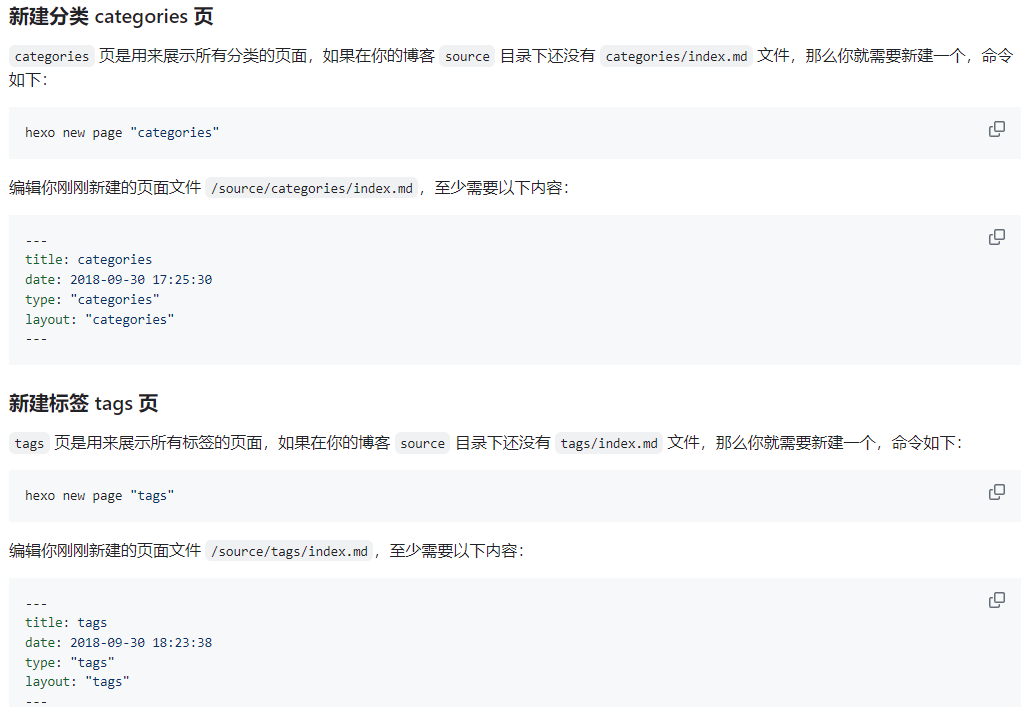 新建分类 categories 页
categories 页是用来展示所有分类的页面，如果在你的博客 source 目录下还没有 categories/index.md 文件，那么你就需要新建一个，命令
如下：
hexo new page "categories"
编辑你刚刚新建的页面文件 /source/categories/index.md ，至少需要以下内容：
---
title: categories
date: 2018-09-30 17:25:30
type: "categories"
layout: "categories"
---
新建标签 tags 页
tags 页是用来展示所有标签的页面，如果在你的博客 source 目录下还没有 tags/index.md 文件，那么你就需要新建一个，命令如下：
hexo new page "tags"
编辑你刚刚新建的页面文件 /source/tags/index.md ，至少需要以下内容：
---
title: tags
date: 2018-09-30 18:23:38
type: "tags"
layout: "tags"
---